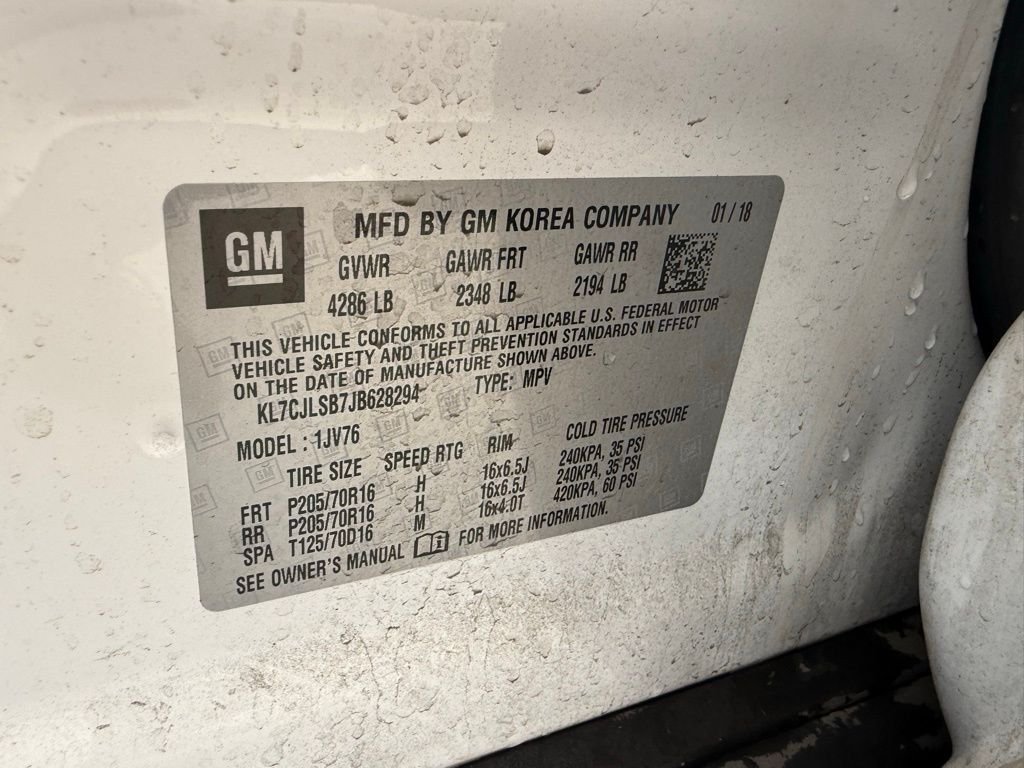 GM
MFD BY GM KOREA COMPANY 01 / 18
GVWR GAWR FRT GAWR RR
4286 LB 2348 LB 2194 LB
THIS VEHICLE CONFORMS TO ALL APPLICABLE U.S. FEDERAL MOTOR
VEHICLE SAFETY AND THEFT PREVENTION STANDARDS IN EFFECT
ON THE DATE OF MANUFACTURE SHOWN ABOVE.
KL7CJLSB7JB628294 TYPE: MPV
MODEL : 1JV76
TIRE SIZE SPEED RTG RIM COLD TIRE PRESSURE
FRT P205/70R16 H 16x6.5J 240KPA, 35 PSI
RR P205/70R16 H 16x6.5J 240KPA, 35 PSI
SPA T125/70D16 M 16x4.0T 420KPA, 60 PSI
SEE OWNER'S MANUAL FOR MORE INFORMATION.